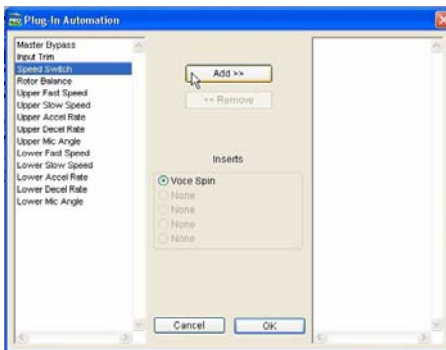 Plug-In Automation
Master Bypass
Input Trim
Speed Switch
Rotor Balance
Upper Fast Speed
Upper Slow Speed
Upper Accel Rate
Upper Decel Rate
Upper Mic Angle
Lower Fast Speed
Lower Slow Speed
Lower Accel Rate
Lower Decel Rate
Lower Mic Angle
Add >>
<< Remove
Inserts
Voce Spin
None
None
None
None
Cancel
OK